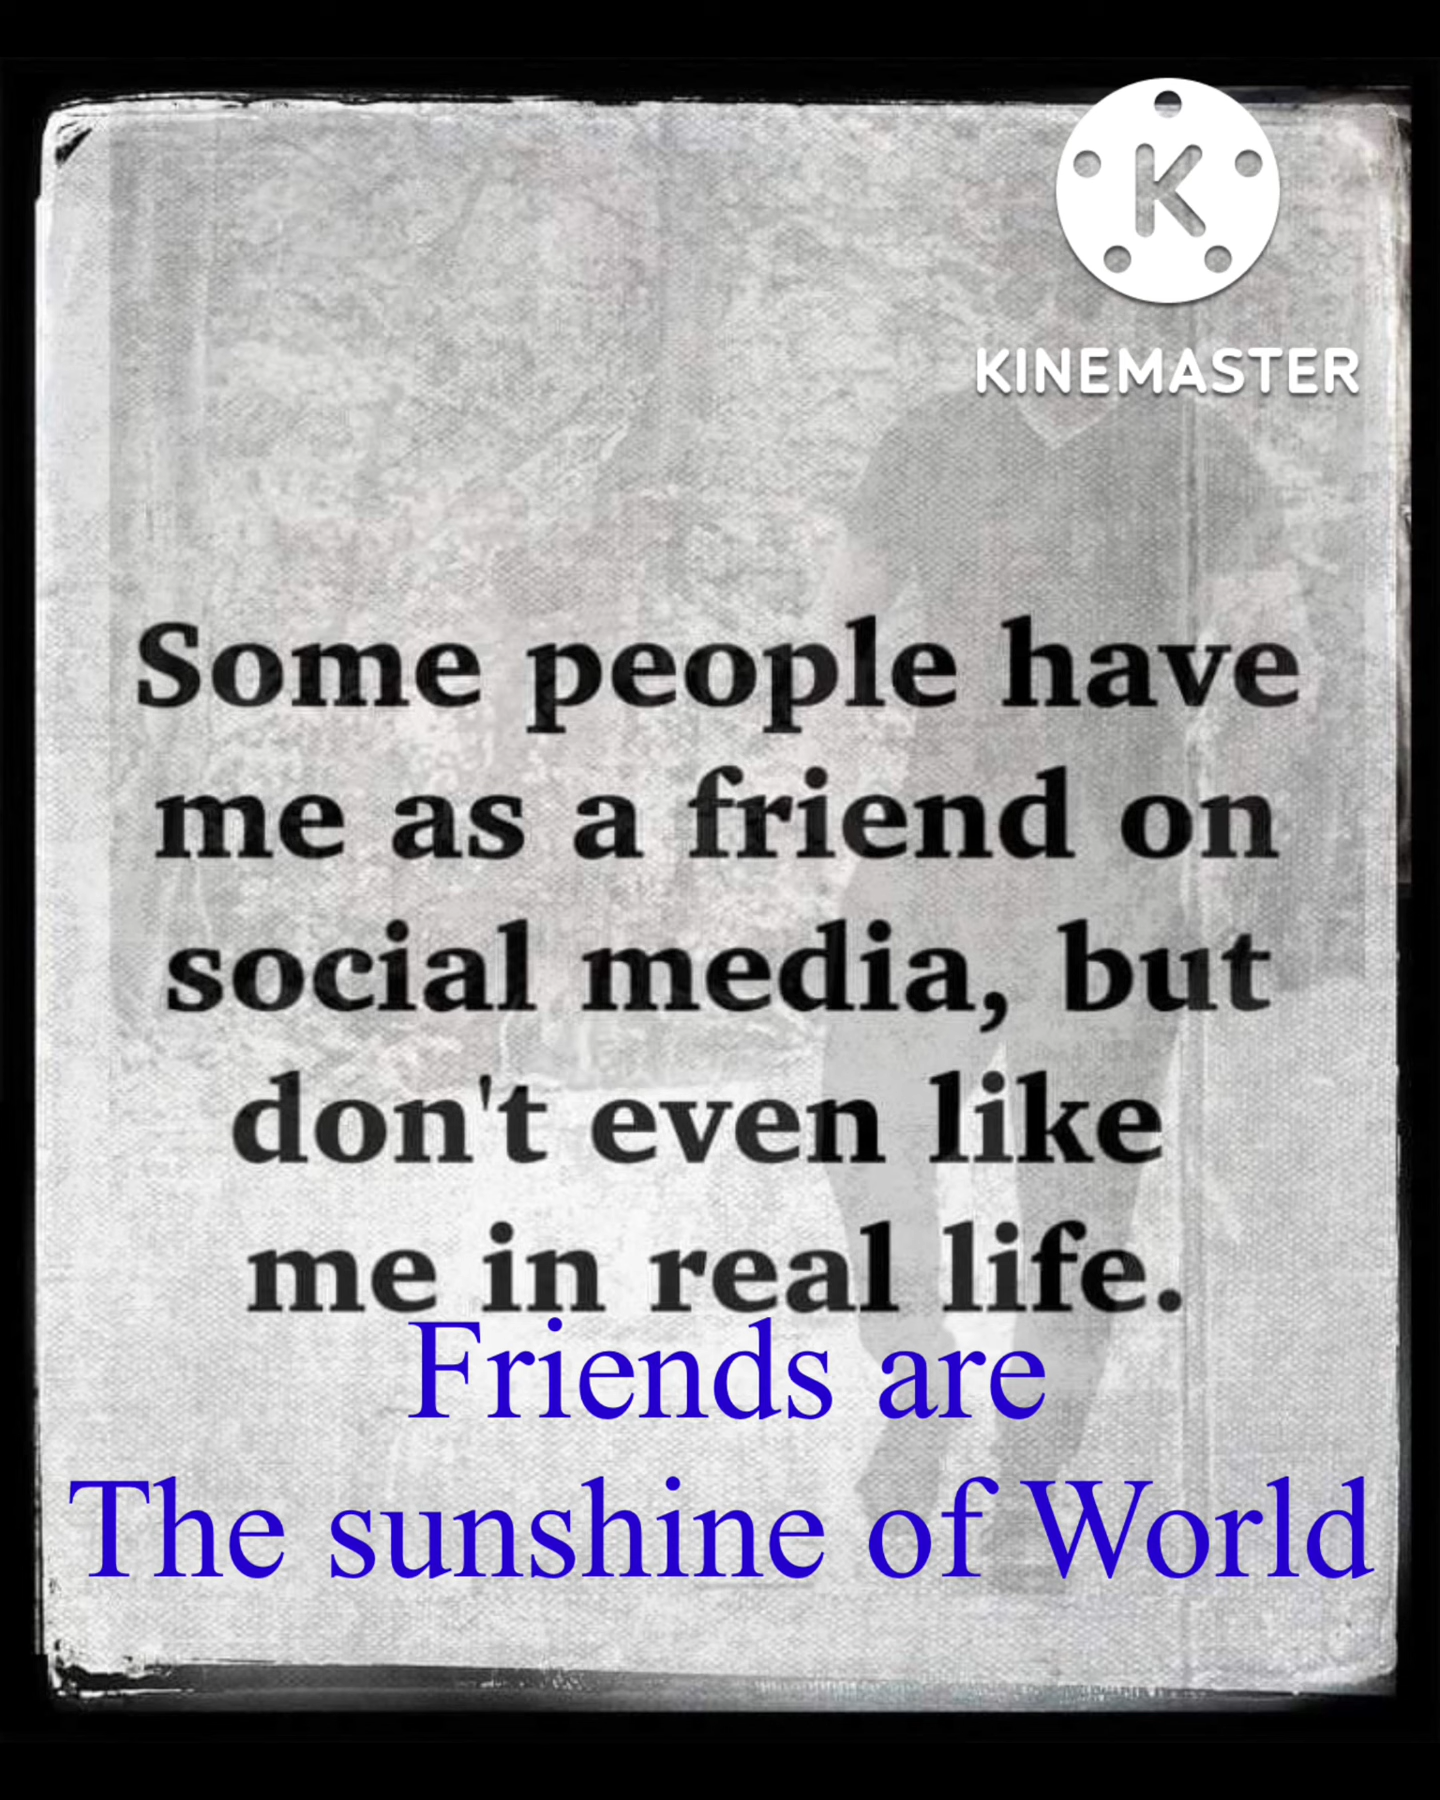 K
KINEMASTER
Some people have
me as a friend on
social media, but
don't even like
me in real life.
Friends are
The sunshine of World